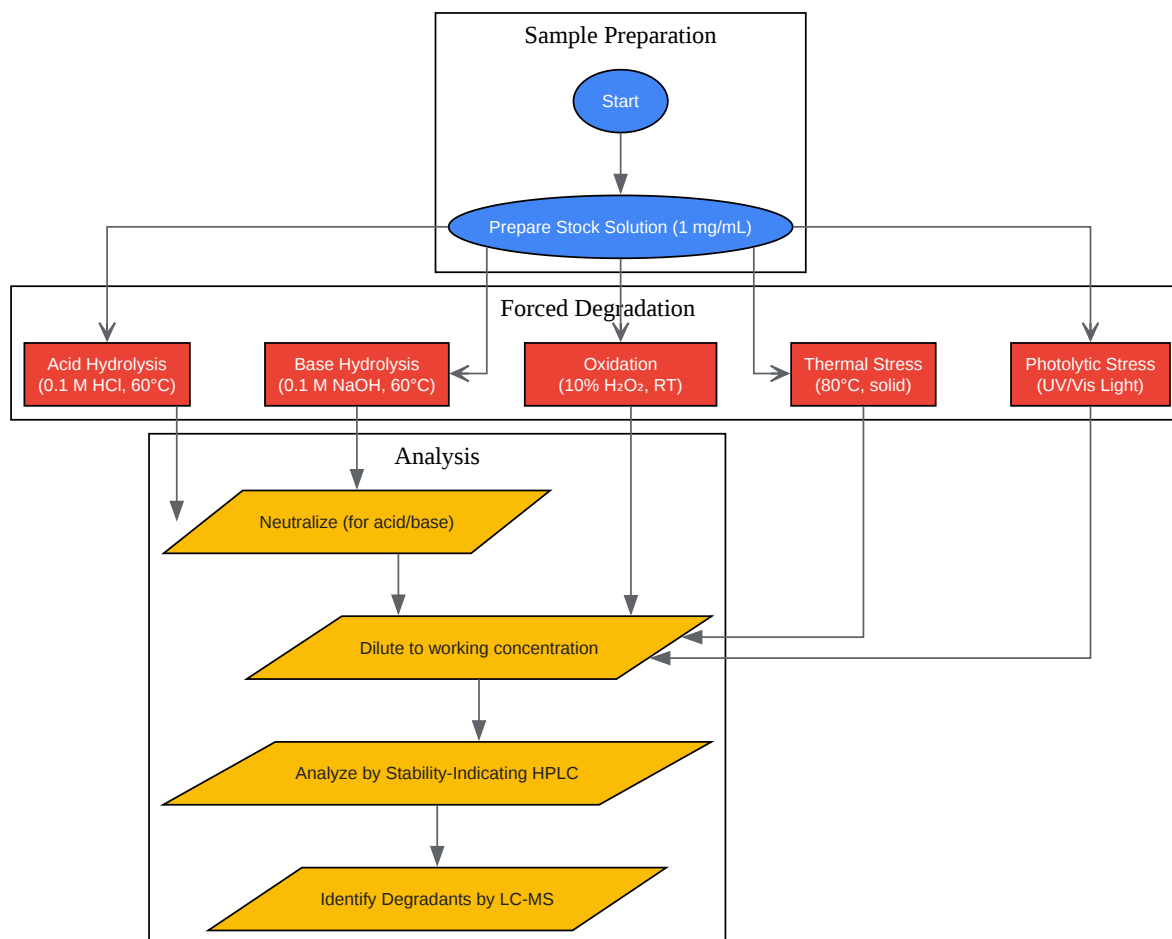 Sample Preparation
Start
Prepare Stock Solution (1 mg/mL)
Forced Degradation
Acid Hydrolysis
(0.1 M HCl, 60°C)
Base Hydrolysis
(0.1 M NaOH, 60°C)
Oxidation
(10% H₂O₂, RT)
Thermal Stress
(80°C, solid)
Photolytic Stress
(UV/Vis Light)
Analysis
Neutralize (for acid/base)
Dilute to working concentration
Analyze by Stability-Indicating HPLC
Identify Degradants by LC-MS